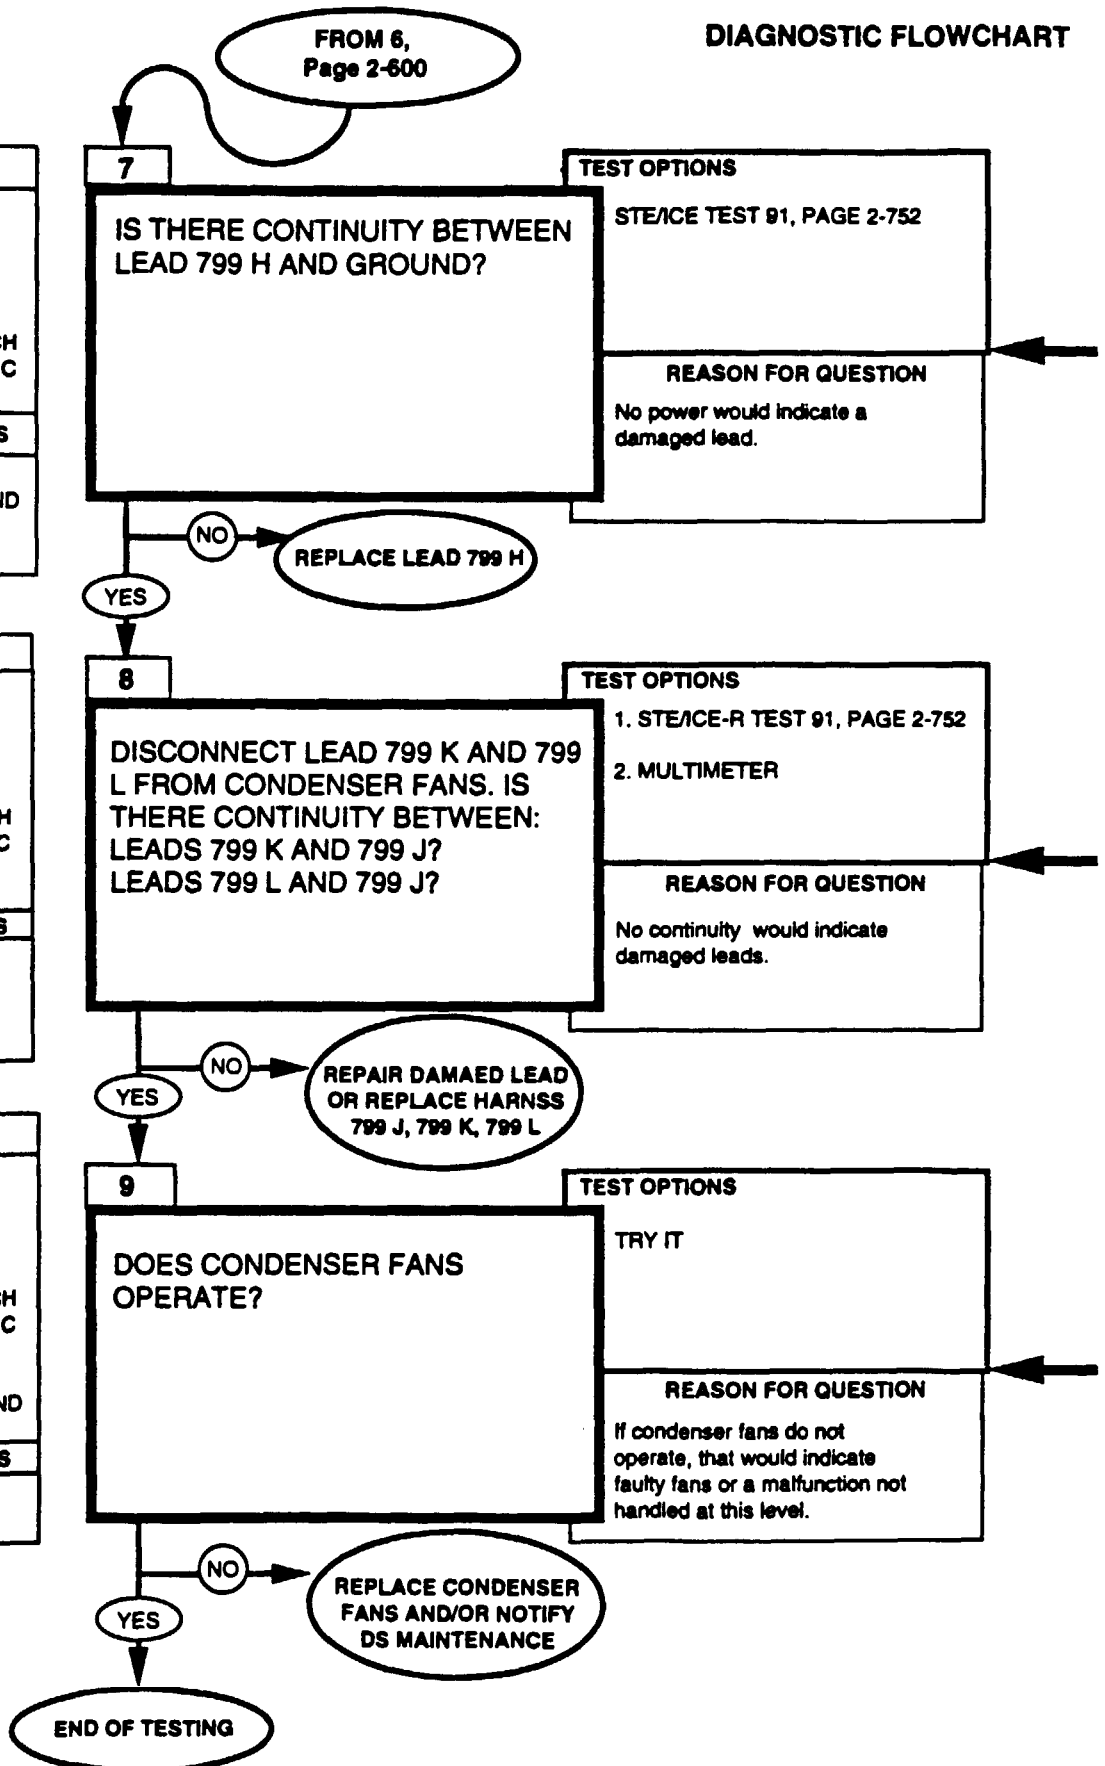 DIAGNOSTIC FLOWCHART
FROM 6,
Page 2-600
7
IS THERE CONTINUITY BETWEEN
LEAD 799 H AND GROUND?
TEST OPTIONS
STE/ICE TEST 91, PAGE 2-752
REASON FOR QUESTION
No power would indicate a
damaged lead.
NO
REPLACE LEAD 799 H
YES
8
DISCONNECT LEAD 799 K AND 799
L FROM CONDENSER FANS. IS
THERE CONTINUITY BETWEEN:
LEADS 799 K AND 799 J?
LEADS 799 L AND 799 J?
TEST OPTIONS
1. STE/ICE-R TEST 91, PAGE 2-752
2. MULTIMETER
REASON FOR QUESTION
No continuity would indicate
damaged leads.
NO
REPAIR DAMAED LEAD
OR REPLACE HARNSS
799 J, 799 K, 799 L
YES
9
DOES CONDENSER FANS
OPERATE?
TEST OPTIONS
TRY IT
REASON FOR QUESTION
If condenser fans do not
operate, that would indicate
faulty fans or a malfunction not
handled at this level.
NO
REPLACE CONDENSER
FANS AND/OR NOTIFY
DS MAINTENANCE
YES
END OF TESTING